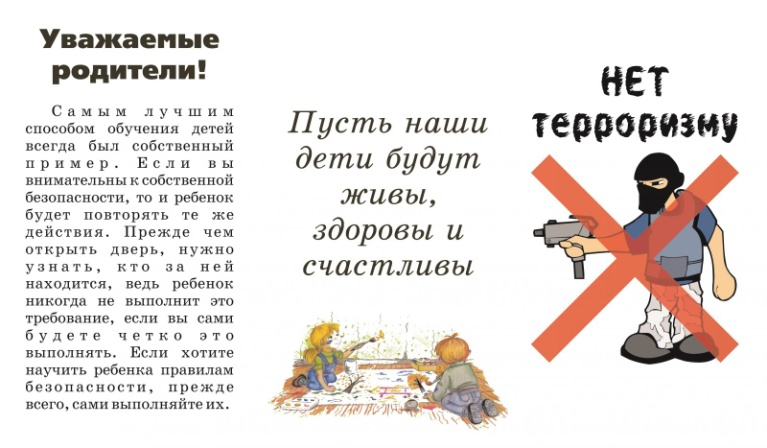 Уважаемые
родители!
Самым лучшим
способом обучения детей
всегда был собственный
пример. Если вы
внимательны к собственной
безопасности, то и ребенок
будет повторять те же
действия. Прежде чем
открыть дверь, нужно
узнать, кто за ней
находится, ведь ребенок
никогда не выполнит это
требование, если вы сами
будете четко это
выполнять. Если хотите
научить ребенка правилам
безопасности, прежде
всего, сами выполняйте их.
Пусть наши
дети будут
живы,
здоровы и
счастливы
НЕТ
терроризму